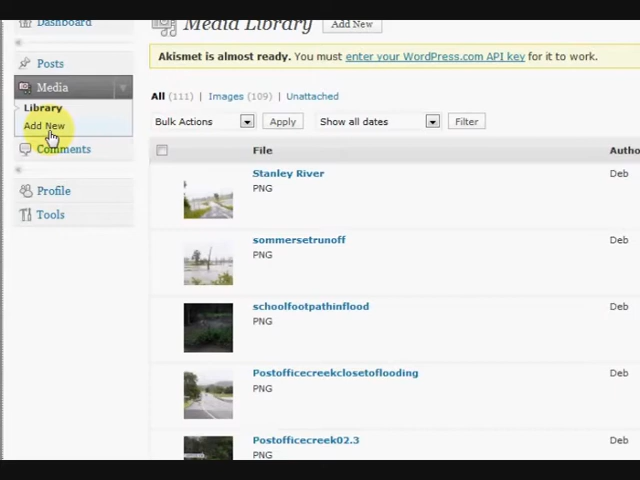 Dashboard
Media Library Add New
Akismet is almost ready. You must enter your WordPress.com API key for it to work.
Posts
Media
Library
Add New
Comments
Profile
Tools
All (111) | Images (109) | Unattached
Bulk Actions Apply Show all dates Filter
File
Stanley River Deb
PNG
sommersetrunoff Deb
PNG
schoolfootpathinflood Deb
PNG
Postofficecreekclosetoflooding Deb
PNG
Postofficecreek02.3 Deb
PNG